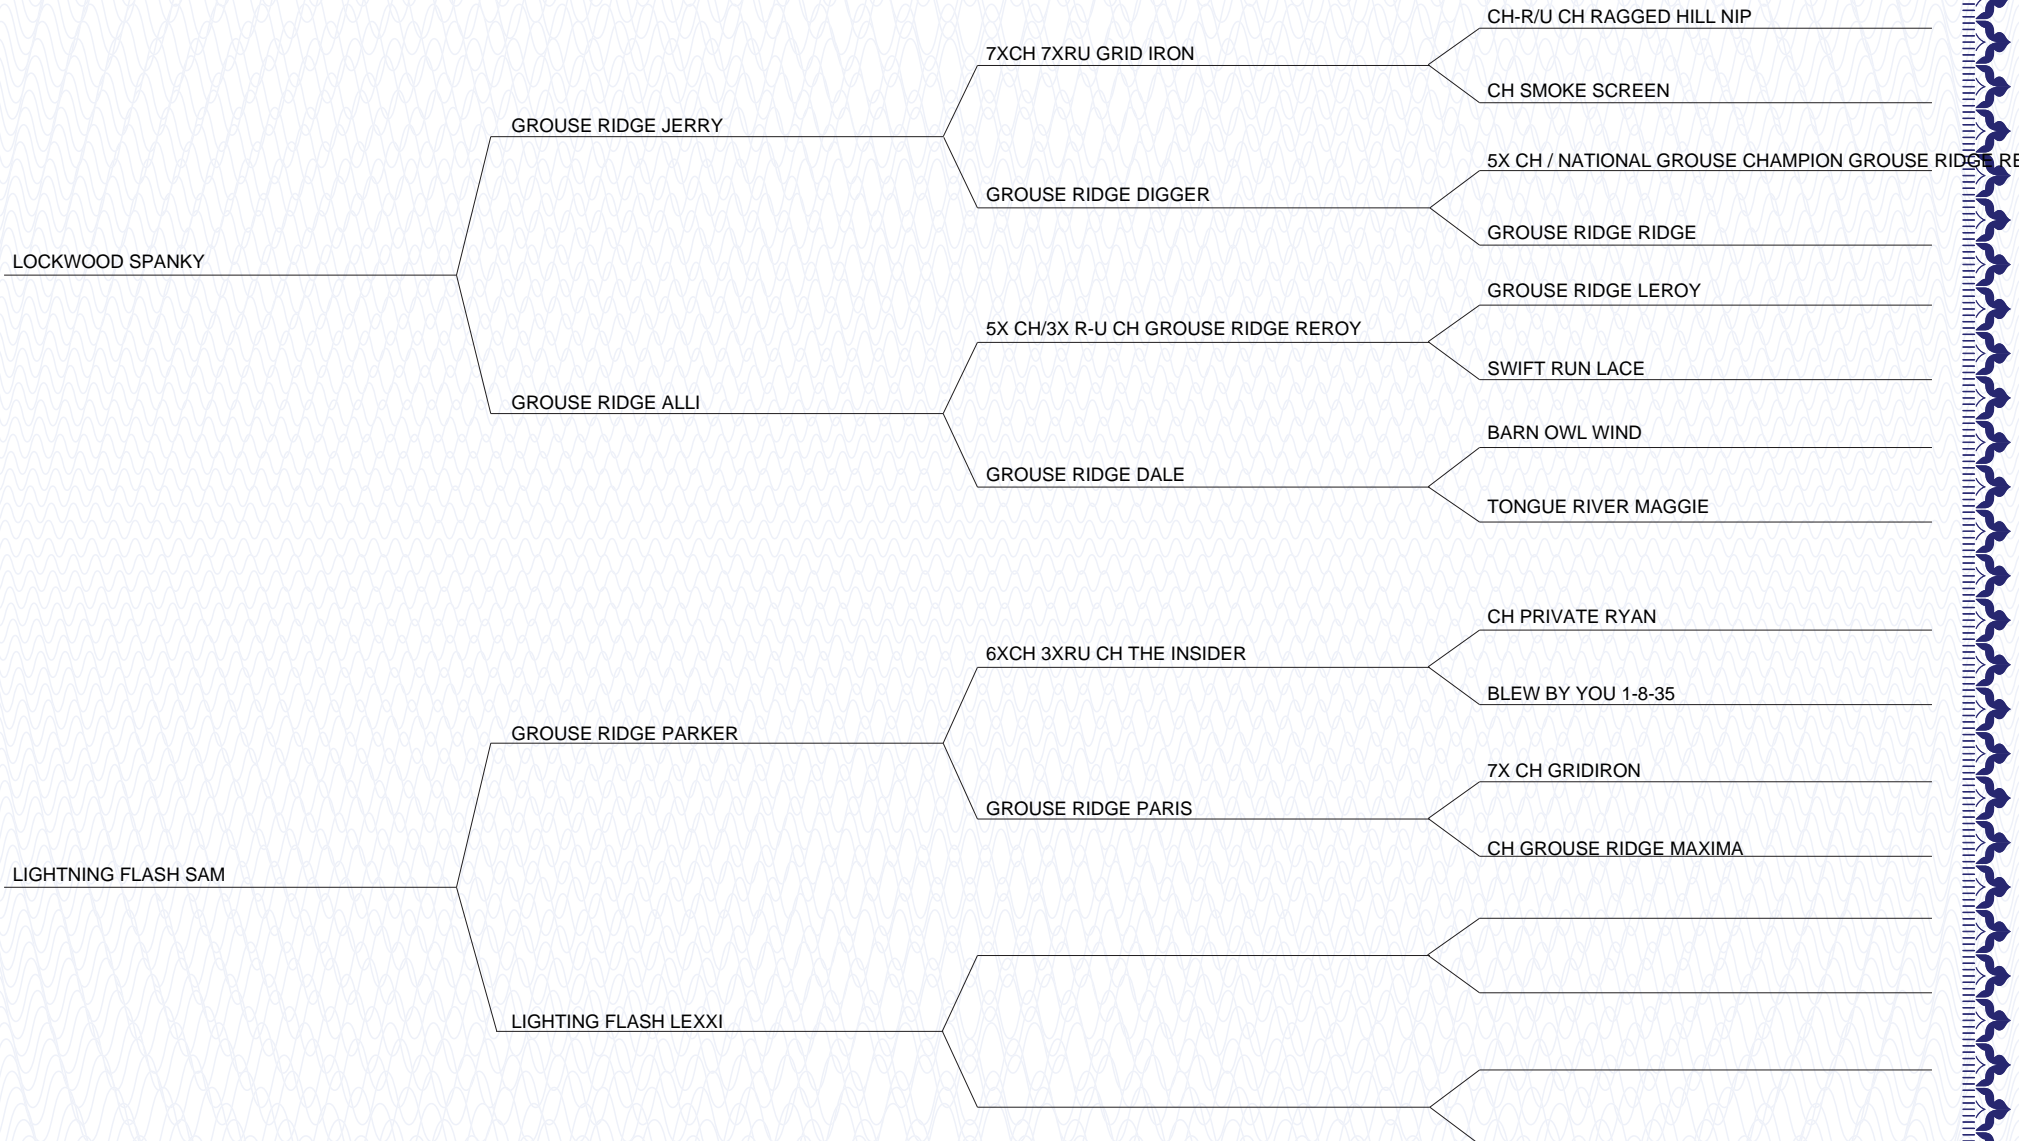 CH-R/U CH RAGGED HILL NIP
7XCH 7XRU GRID IRON
CH SMOKE SCREEN
GROUSE RIDGE JERRY
5X CH / NATIONAL GROUSE CHAMPION GROUSE RIDGE RE
GROUSE RIDGE DIGGER
GROUSE RIDGE RIDGE
LOCKWOOD SPANKY
GROUSE RIDGE LEROY
5X CH/3X R-U CH GROUSE RIDGE REROY
SWIFT RUN LACE
GROUSE RIDGE ALLI
BARN OWL WIND
GROUSE RIDGE DALE
TONGUE RIVER MAGGIE
CH PRIVATE RYAN
6XCH 3XRU CH THE INSIDER
BLEW BY YOU 1-8-35
GROUSE RIDGE PARKER
7X CH GRIDIRON
GROUSE RIDGE PARIS
CH GROUSE RIDGE MAXIMA
LIGHTNING FLASH SAM
LIGHTING FLASH LEXXI